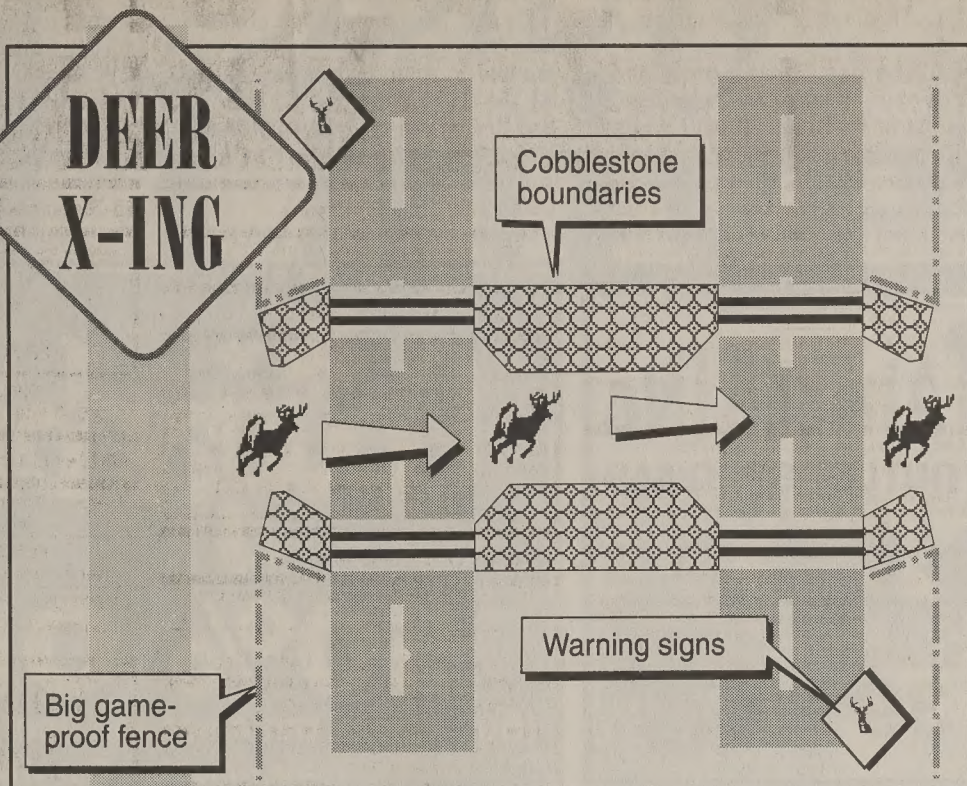 DEER
X-ING
Cobblestone
boundaries
Warning signs
Big game-
proof fence